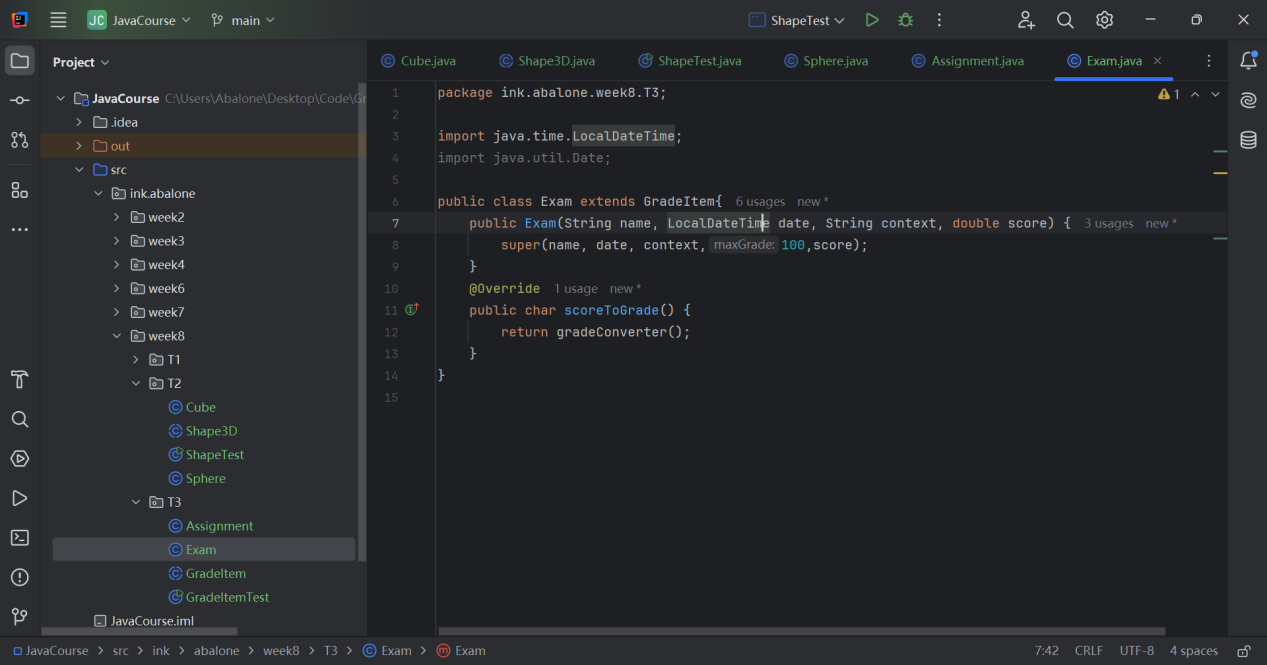 JC JavaCourse main ShapeTest
Project
Cube.java Shape3D.java ShapeTest.java Sphere.java Assignment.java Exam.java
JavaCourse C:\Users\Abalone\Desktop\Code\Gr
.idea
out
src
ink.abalone
week2
week3
week4
week6
week7
week8
T1
T2
Cube
Shape3D
ShapeTest
Sphere
T3
Assignment
Exam
GradeItem
GradeItemTest
JavaCourse.iml
1 package ink.abalone.week8.T3;
1
2
3 import java.time.LocalDateTime;
4 import java.util.Date;
5
6 public class Exam extends GradeItem{ 6 usages new *
7 public Exam(String name, LocalDateTime date, String context, double score) { 3 usages new *
8 super(name, date, context, maxGrade: 100,score);
9 }
10 @Override 1 usage new *
11 public char scoreToGrade() {
12 return gradeConverter();
13 }
14 }
15
JavaCourse > src > ink > abalone > week8 > T3 > Exam > Exam
7:42 CRLF UTF-8 4 spaces